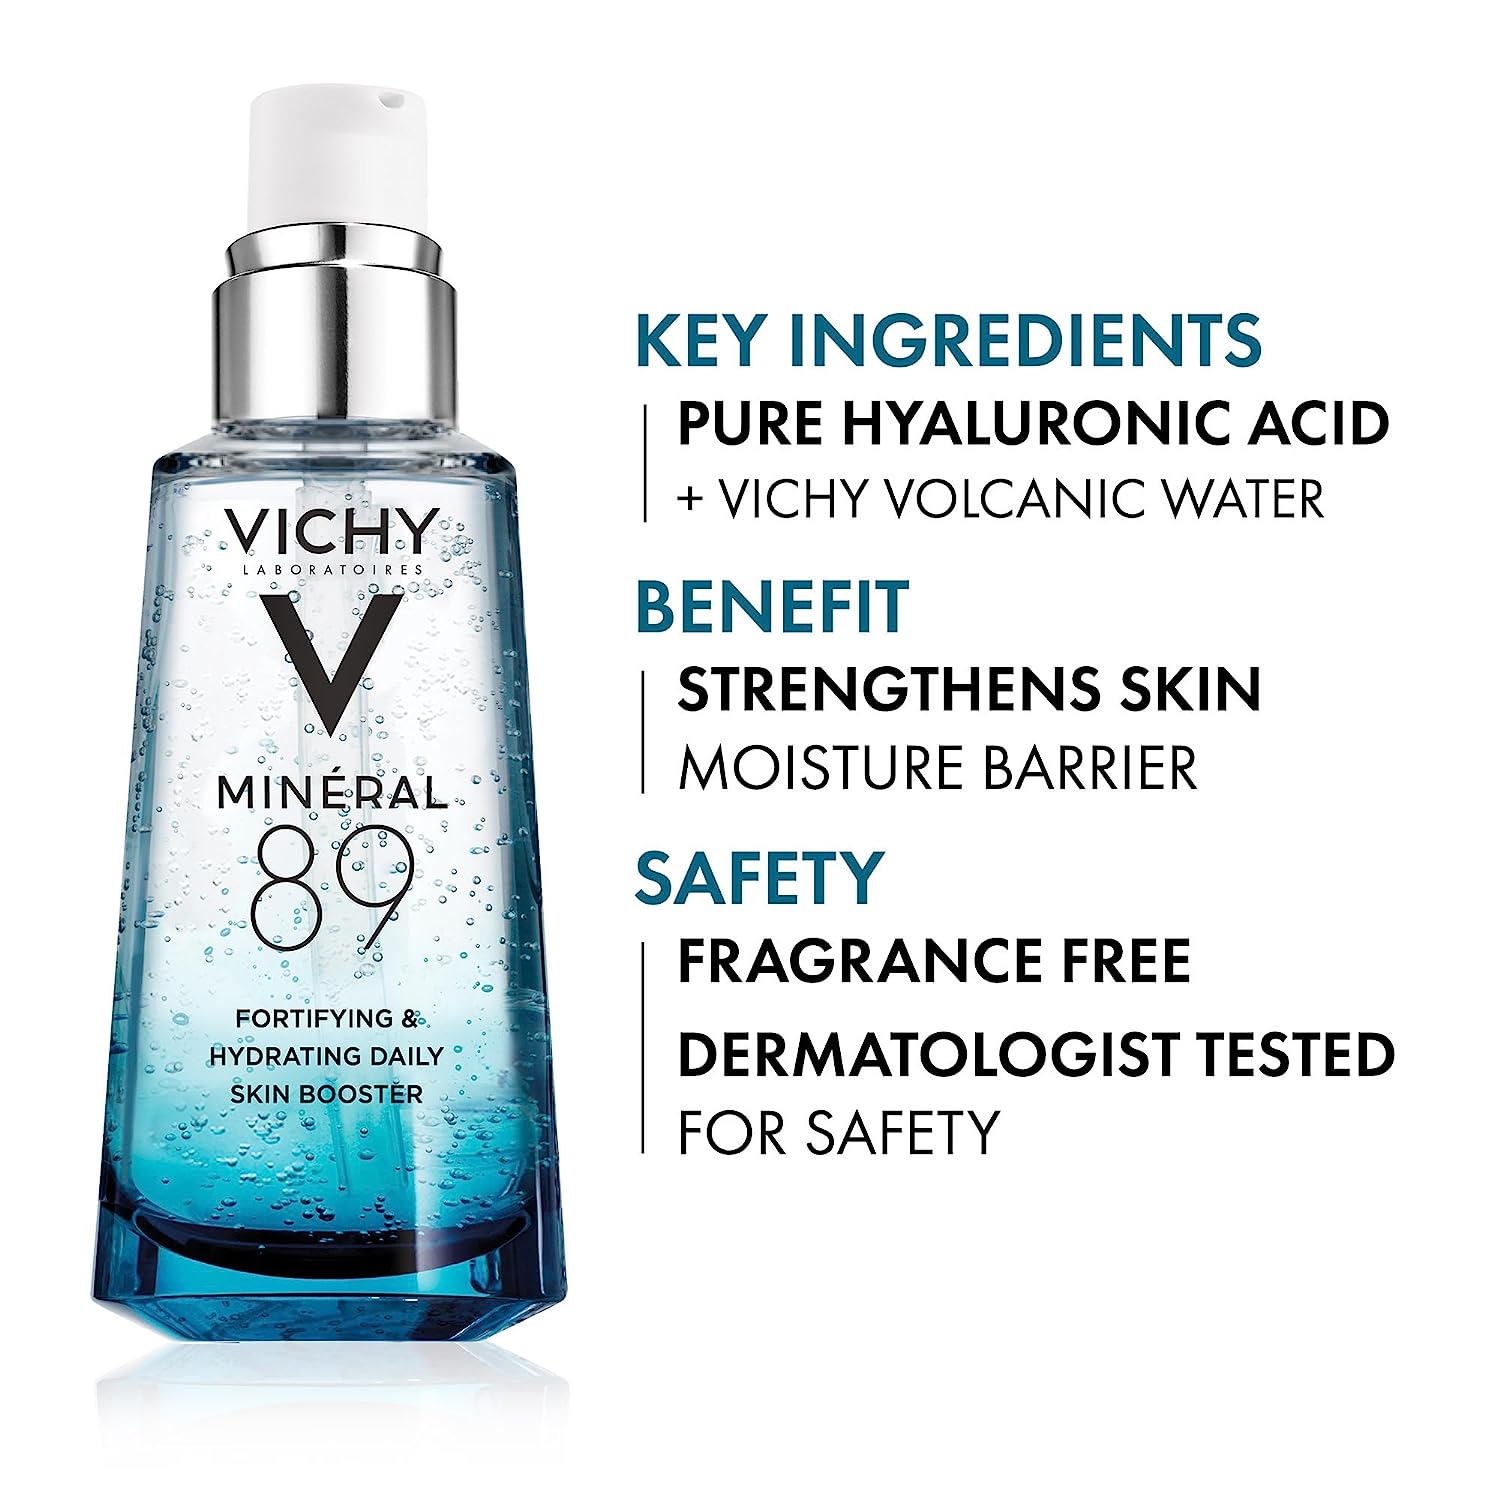 VICHY
LABORATOIRES
V
MINÉRAL
89
FORTIFYING &
HYDRATING DAILY
SKIN BOOSTER
KEY INGREDIENTS
PURE HYALURONIC ACID
+ VICHY VOLCANIC WATER
BENEFIT
STRENGTHENS SKIN
MOISTURE BARRIER
SAFETY
FRAGRANCE FREE
DERMATOLOGIST TESTED
FOR SAFETY